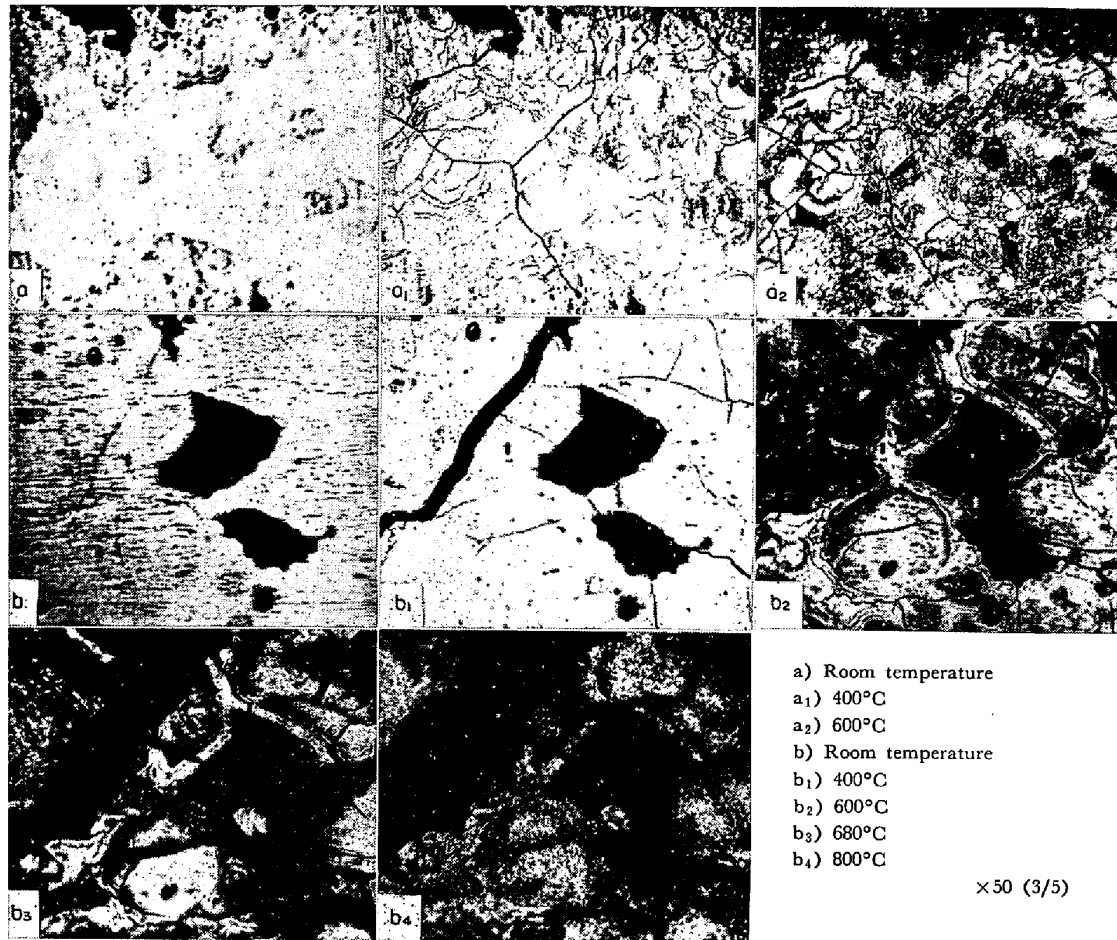 a
a₁
a₂
b
b₁
b₂
b₃
b₄
a) Room temperature
a₁) 400°C
a₂) 600°C
b) Room temperature
b₁) 400°C
b₂) 600°C
b₃) 680°C
b₄) 800°C
×50 (3/5)